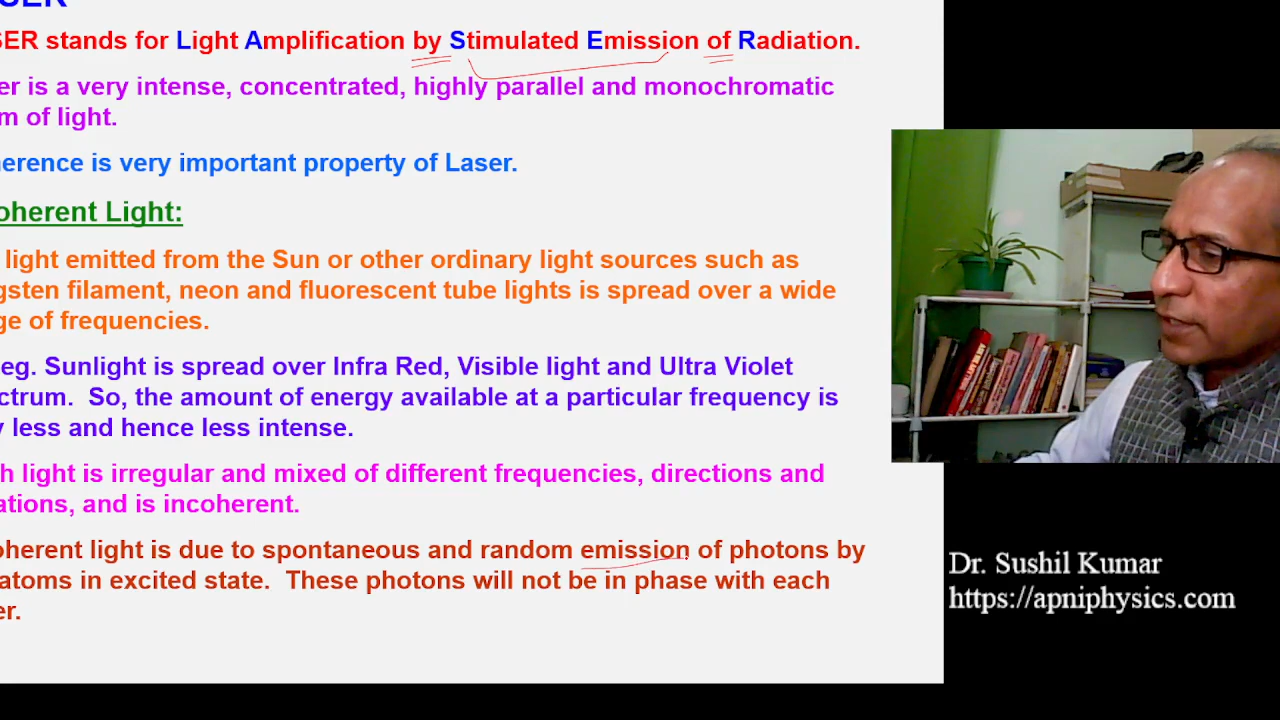 SER
SER stands for Light Amplification by Stimulated Emission of Radiation.
er is a very intense, concentrated, highly parallel and monochromatic
m of light.
erence is very important property of Laser.
oherent Light:
light emitted from the Sun or other ordinary light sources such as
gsten filament, neon and fluorescent tube lights is spread over a wide
ge of frequencies.
eg. Sunlight is spread over Infra Red, Visible light and Ultra Violet
ctrum. So, the amount of energy available at a particular frequency is
y less and hence less intense.
h light is irregular and mixed of different frequencies, directions and
ations, and is incoherent.
oherent light is due to spontaneous and random emission of photons by
atoms in excited state. These photons will not be in phase with each
er.
Dr. Sushil Kumar
https://apniphysics.com